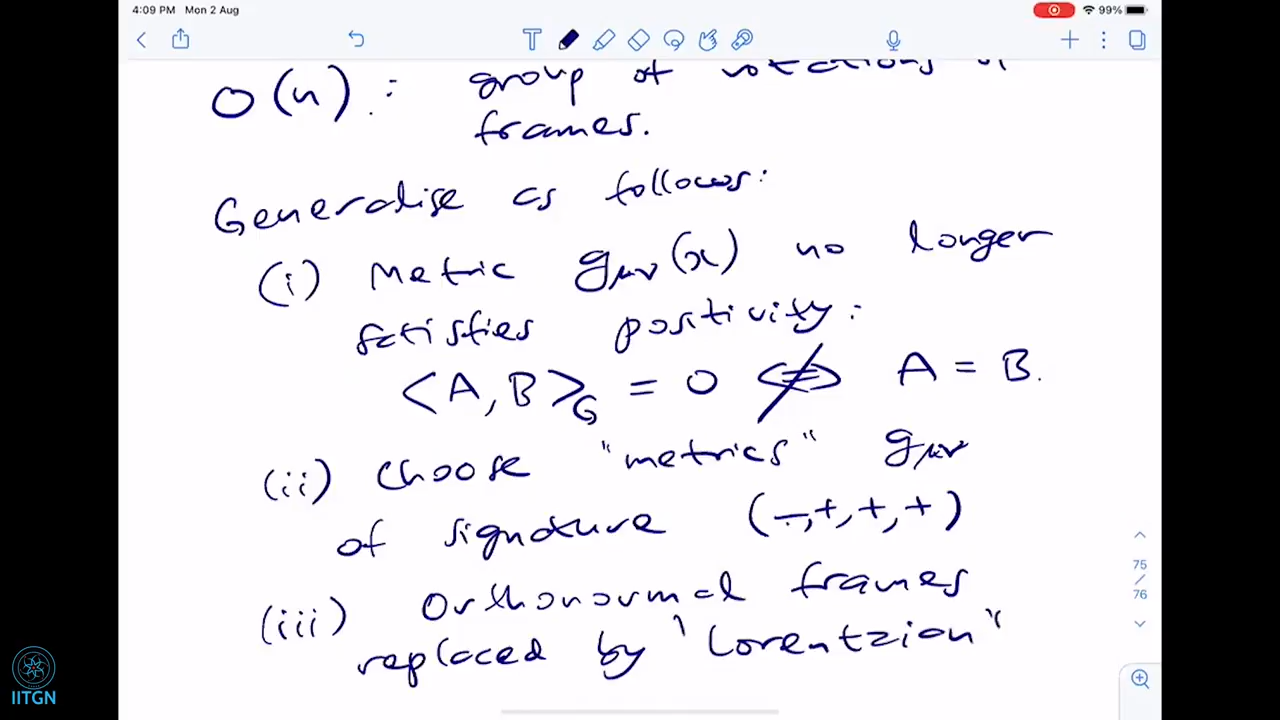 4:09 PM Mon 2 Aug
99%
O(n) : group of rotations of
frames.
Generalise as follows:
(i) Metric gμν(x) no longer
satisfies positivity:
<A, B>_G = 0 ⇎ A = B.
(ii) Choose "metrics" gμν
of signature (-,+,+,+)
(iii) Orthonormal frames
replaced by "Lorentzian"
75
/
76
IITGN